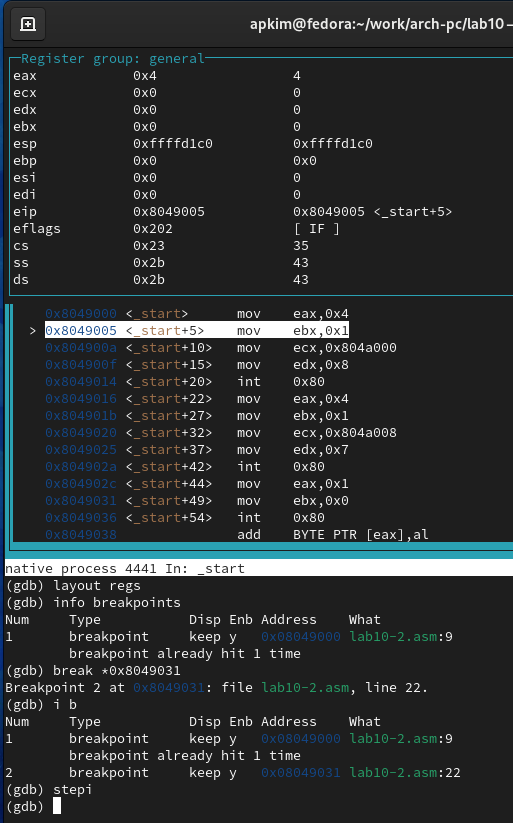 apkim@fedora:~/work/arch-pc/lab10 –
Register group: general
eax 0x4 4
ecx 0x0 0
edx 0x0 0
ebx 0x0 0
esp 0xffffd1c0 0xffffd1c0
ebp 0x0 0x0
esi 0x0 0
edi 0x0 0
eip 0x8049005 0x8049005 <_start+5>
eflags 0x202 [ IF ]
cs 0x23 35
ss 0x2b 43
ds 0x2b 43
0x8049000 <_start> mov eax,0x4
> 0x8049005 <_start+5> mov ebx,0x1
0x804900a <_start+10> mov ecx,0x804a000
0x804900f <_start+15> mov edx,0x8
0x8049014 <_start+20> int 0x80
0x8049016 <_start+22> mov eax,0x4
0x804901b <_start+27> mov ebx,0x1
0x8049020 <_start+32> mov ecx,0x804a008
0x8049025 <_start+37> mov edx,0x7
0x804902a <_start+42> int 0x80
0x804902c <_start+44> mov eax,0x1
0x8049031 <_start+49> mov ebx,0x0
0x8049036 <_start+54> int 0x80
0x8049038 add BYTE PTR [eax],al
native process 4441 In: _start
(gdb) layout regs
(gdb) info breakpoints
Num Type Disp Enb Address What
1 breakpoint keep y 0x08049000 lab10-2.asm:9
breakpoint already hit 1 time
(gdb) break *0x8049031
Breakpoint 2 at 0x8049031: file lab10-2.asm, line 22.
(gdb) i b
Num Type Disp Enb Address What
1 breakpoint keep y 0x08049000 lab10-2.asm:9
breakpoint already hit 1 time
2 breakpoint keep y 0x08049031 lab10-2.asm:22
(gdb) stepi
(gdb)